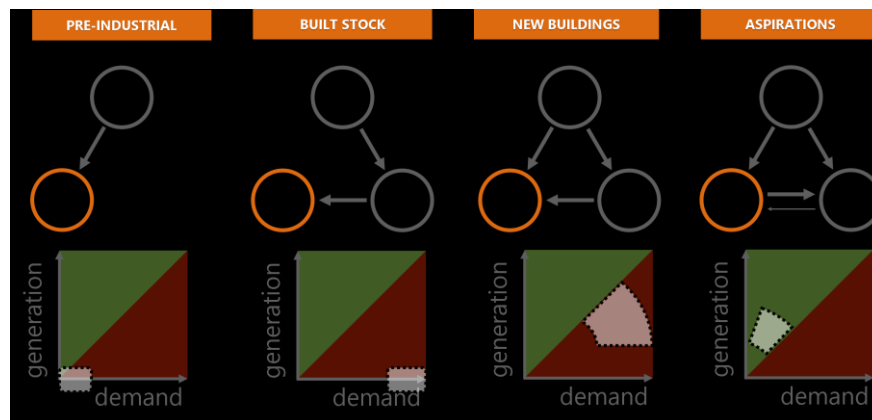 PRE-INDUSTRIAL
BUILT STOCK
NEW BUILDINGS
ASPIRATIONS
generation
demand
generation
demand
generation
demand
generation
demand